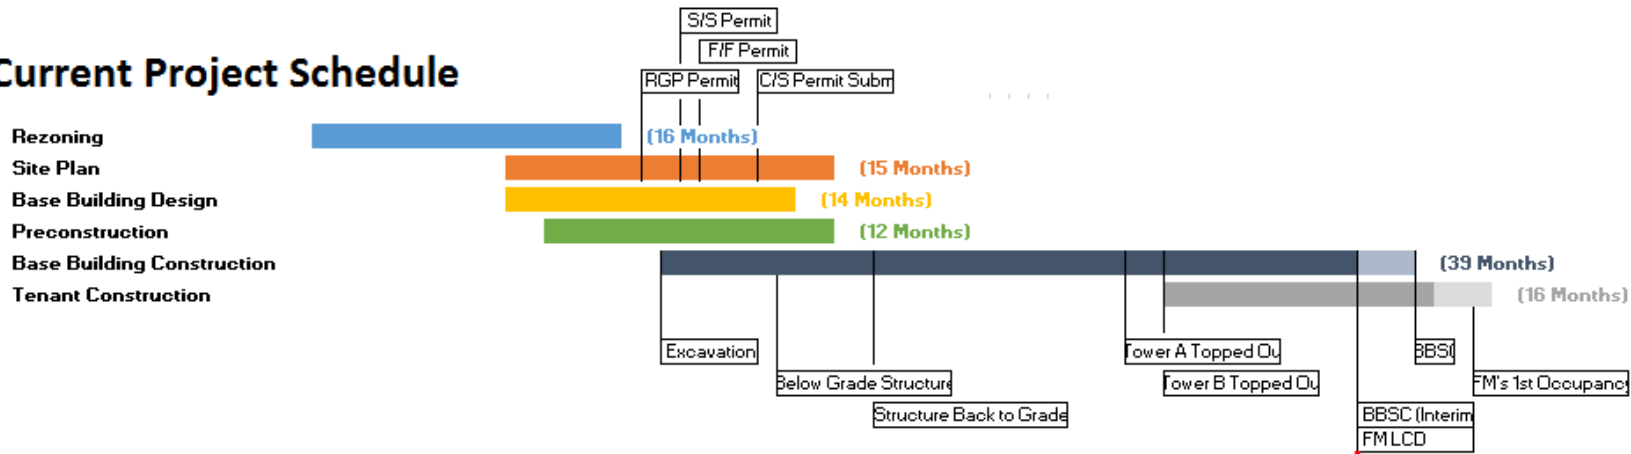 S/S Permit
F/F Permit
Current Project Schedule
RGP Permit
C/S Permit Subm
Rezoning
(16 Months)
Site Plan
(15 Months)
Base Building Design
(14 Months)
Preconstruction
(12 Months)
Base Building Construction
(39 Months)
Tenant Construction
(16 Months)
Excavation
Tower A Topped Ou
BBSC
Below Grade Structure
Tower B Topped Ou
FM's 1st Occupancy
Structure Back to Grade
BBSC (Interim
FM LCD